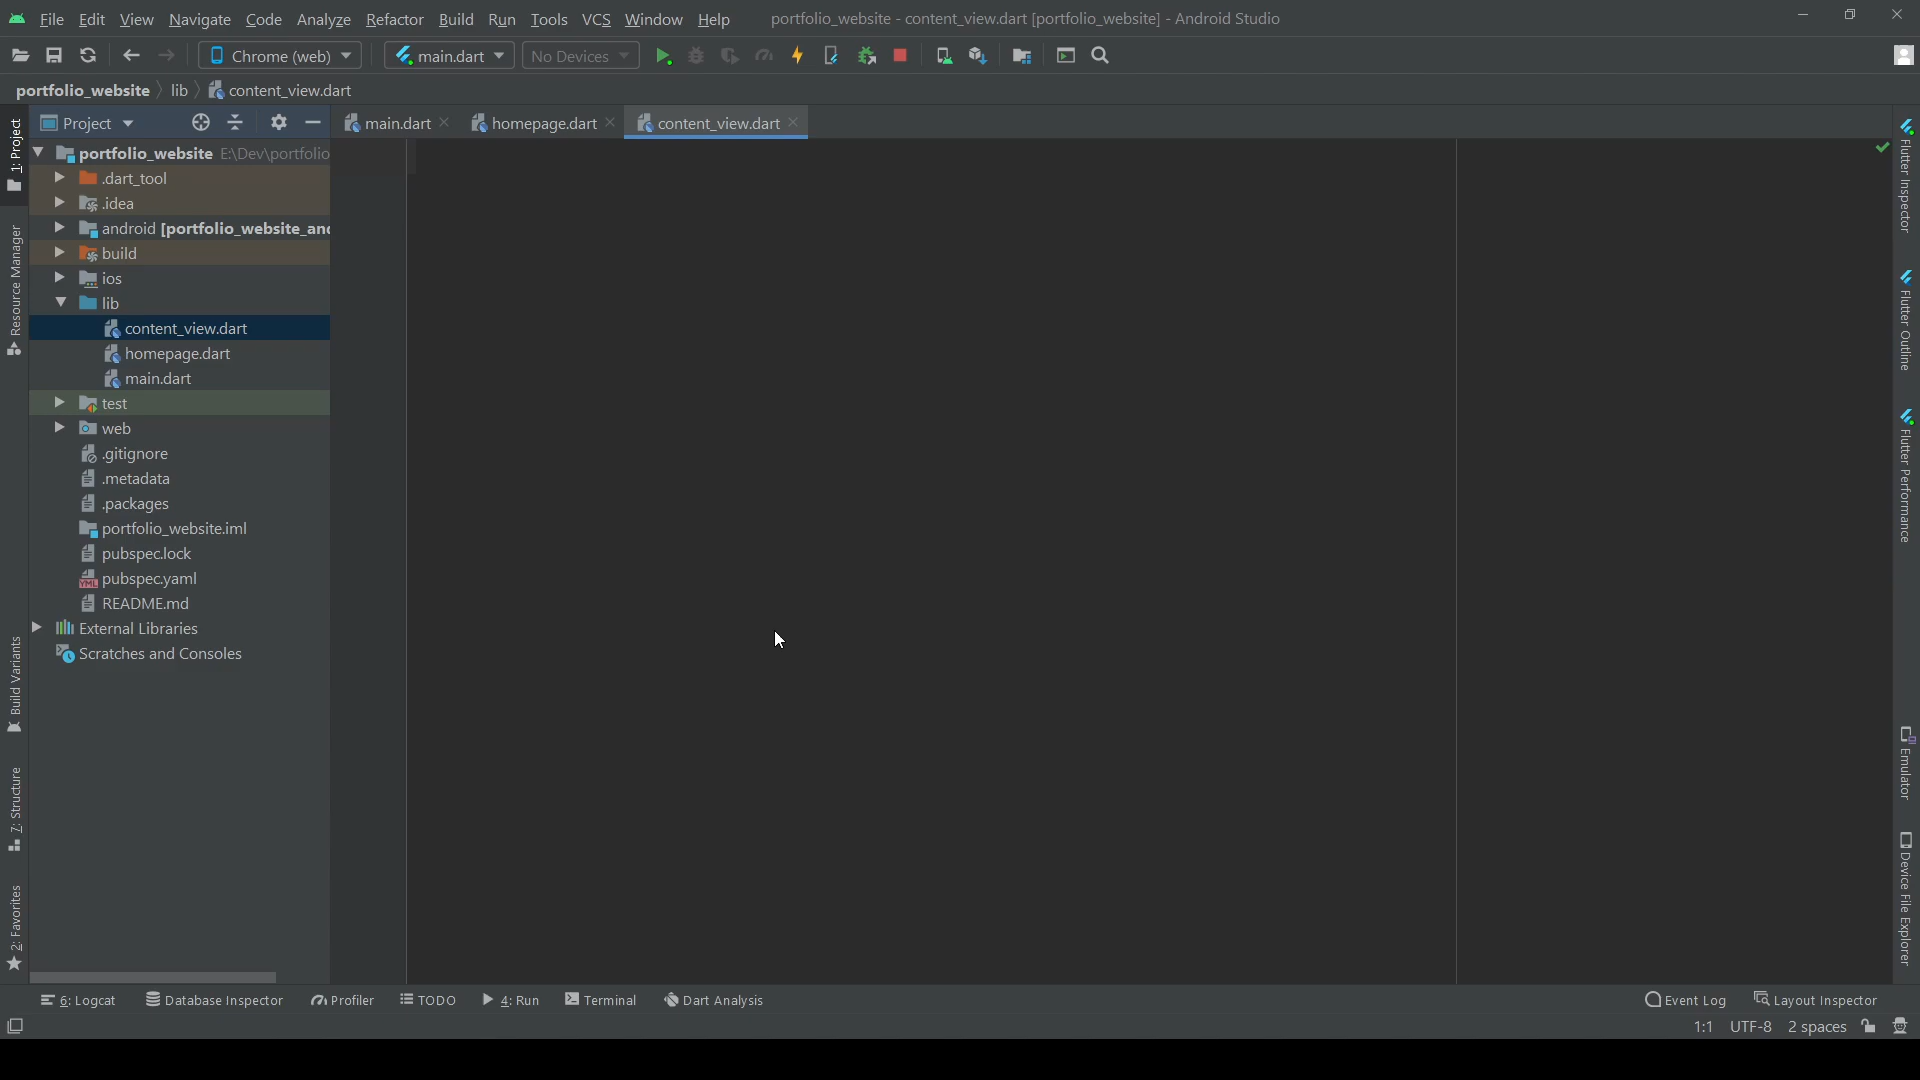 File Edit View Navigate Code Analyze Refactor Build Run Tools VCS Window Help portfolio_website - content_view.dart [portfolio_website] - Android Studio
Chrome (web) main.dart No Devices
portfolio_website lib content_view.dart
Project
main.dart homepage.dart content_view.dart
portfolio_website E:\Dev\portfolio
.dart_tool
.idea
android [portfolio_website_and
build
ios
lib
content_view.dart
homepage.dart
main.dart
test
web
.gitignore
.metadata
.packages
portfolio_website.iml
pubspec.lock
YML pubspec.yaml
README.md
External Libraries
Scratches and Consoles
1: Project
Resource Manager
Build Variants
7: Structure
2: Favorites
Flutter Inspector
Flutter Outline
Flutter Performance
Emulator
Device File Explorer
6: Logcat Database Inspector Profiler TODO 4: Run Terminal Dart Analysis Event Log Layout Inspector
1:1 UTF-8 2 spaces